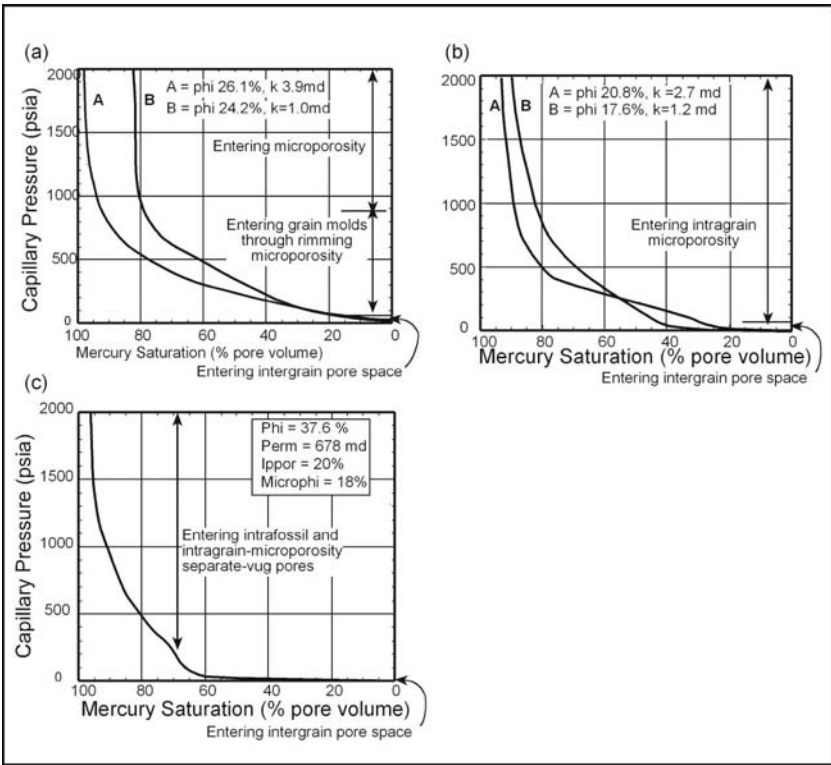 (a)
2000
1500
1000
500
0
Capillary Pressure (psia)
A
B
A = phi 26.1%, k 3.9md
B = phi 24.2%, k=1.0md
Entering microporosity
Entering grain molds
through rimming
microporosity
100 80 60 40 20 0
Mercury Saturation (% pore volume)
Entering intergrain pore space
(b)
2000
1500
1000
500
0
A B
A = phi 20.8%, k =2.7 md
B = phi 17.6%, k=1.2 md
Entering intragrain
microporosity
100 80 60 40 20 0
Mercury Saturation (% pore volume)
Entering intergrain pore space
(c)
2000
1500
1000
500
0
Capillary Pressure (psia)
Phi = 37.6 %
Perm = 678 md
Ippor = 20%
Microphi = 18%
Entering intrafossil and
intragrain-microporosity
separate-vug pores
100 80 60 40 20 0
Mercury Saturation (% pore volume)
Entering intergrain pore space